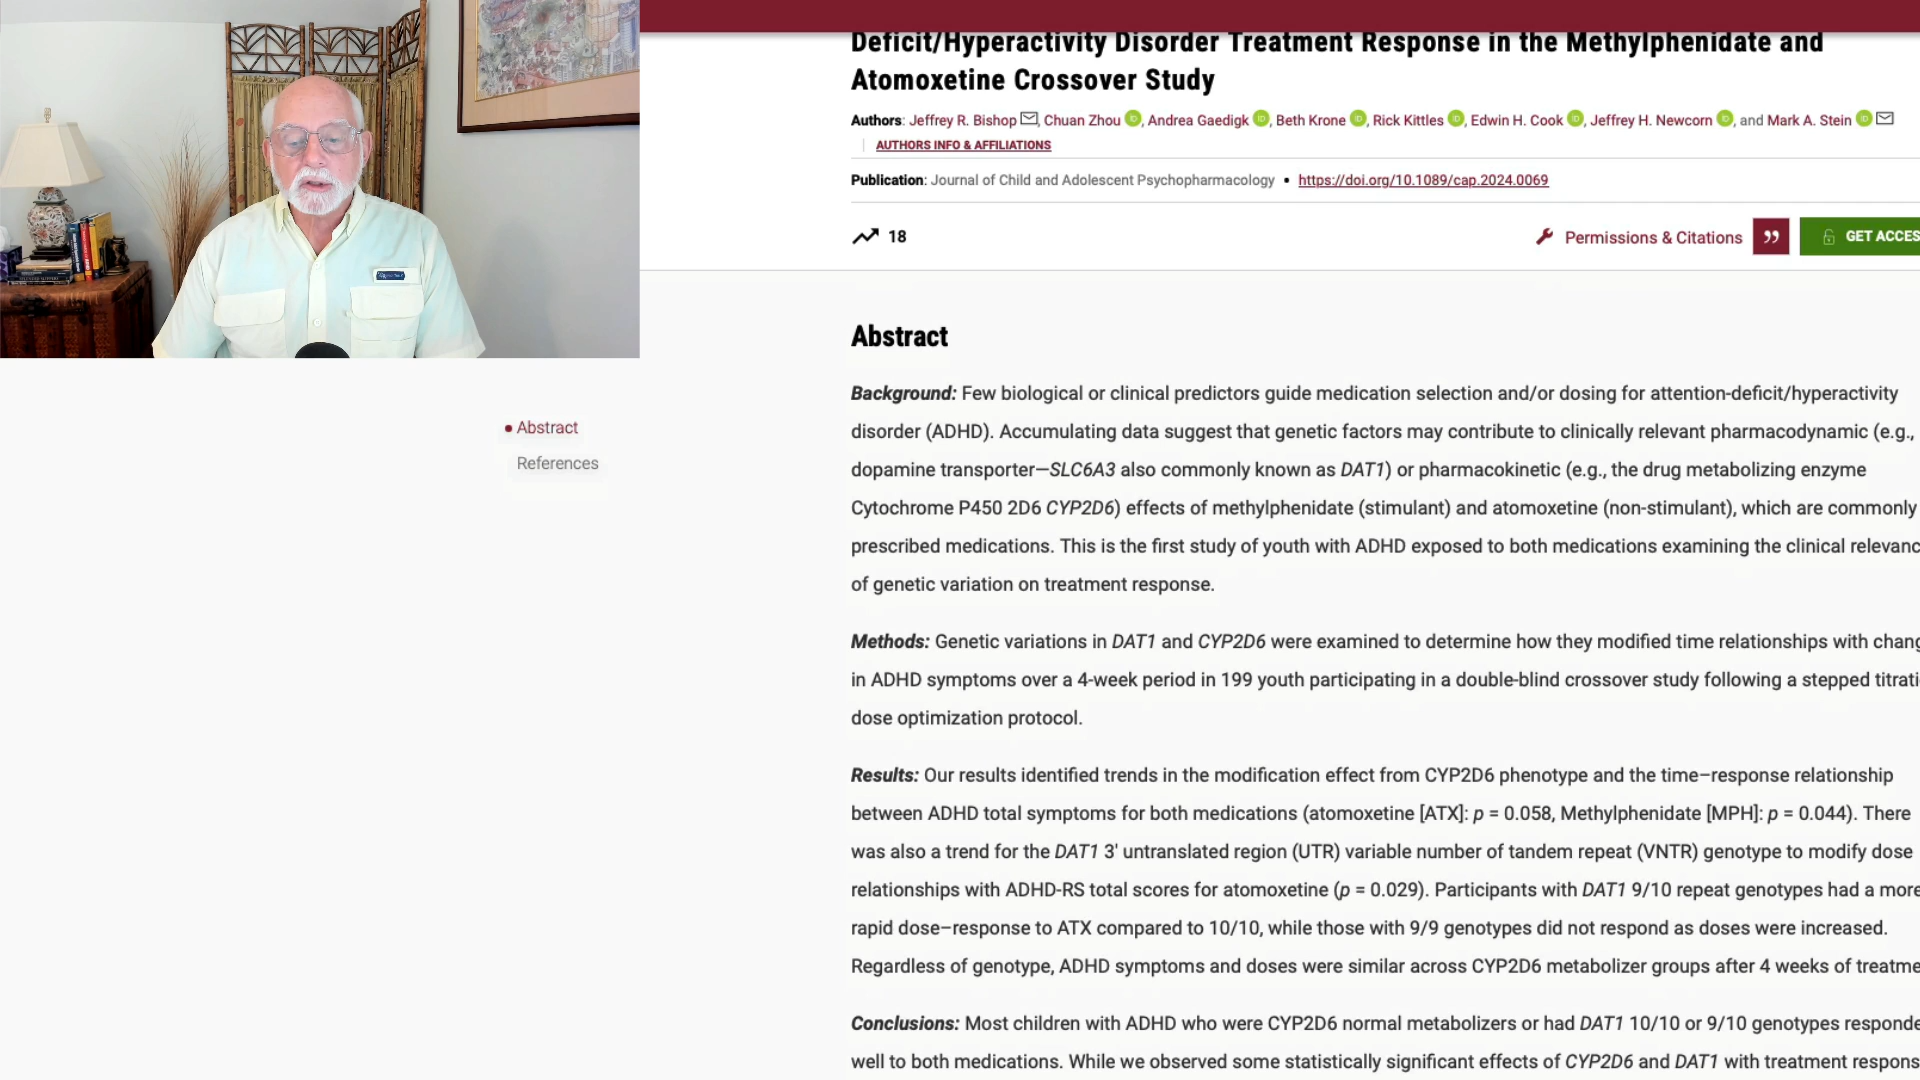 Deficit/Hyperactivity Disorder Treatment Response in the Methylphenidate and
Atomoxetine Crossover Study
Authors: Jeffrey R. Bishop, Chuan Zhou iD, Andrea Gaedigk iD, Beth Krone iD, Rick Kittles iD, Edwin H. Cook iD, Jeffrey H. Newcorn iD, and Mark A. Stein iD
AUTHORS INFO & AFFILIATIONS
Publication: Journal of Child and Adolescent Psychopharmacology • https://doi.org/10.1089/cap.2024.0069
18
Permissions & Citations
GET ACCES
Abstract
Abstract
References
Background: Few biological or clinical predictors guide medication selection and/or dosing for attention-deficit/hyperactivity
disorder (ADHD). Accumulating data suggest that genetic factors may contribute to clinically relevant pharmacodynamic (e.g.,
dopamine transporter—SLC6A3 also commonly known as DAT1) or pharmacokinetic (e.g., the drug metabolizing enzyme
Cytochrome P450 2D6 CYP2D6) effects of methylphenidate (stimulant) and atomoxetine (non-stimulant), which are commonly
prescribed medications. This is the first study of youth with ADHD exposed to both medications examining the clinical relevanc
of genetic variation on treatment response.
Methods: Genetic variations in DAT1 and CYP2D6 were examined to determine how they modified time relationships with chang
in ADHD symptoms over a 4-week period in 199 youth participating in a double-blind crossover study following a stepped titrati
dose optimization protocol.
Results: Our results identified trends in the modification effect from CYP2D6 phenotype and the time–response relationship
between ADHD total symptoms for both medications (atomoxetine [ATX]: p = 0.058, Methylphenidate [MPH]: p = 0.044). There
was also a trend for the DAT1 3' untranslated region (UTR) variable number of tandem repeat (VNTR) genotype to modify dose
relationships with ADHD-RS total scores for atomoxetine (p = 0.029). Participants with DAT1 9/10 repeat genotypes had a more
rapid dose–response to ATX compared to 10/10, while those with 9/9 genotypes did not respond as doses were increased.
Regardless of genotype, ADHD symptoms and doses were similar across CYP2D6 metabolizer groups after 4 weeks of treatme
Conclusions: Most children with ADHD who were CYP2D6 normal metabolizers or had DAT1 10/10 or 9/10 genotypes responde
well to both medications. While we observed some statistically significant effects of CYP2D6 and DAT1 with treatment respons